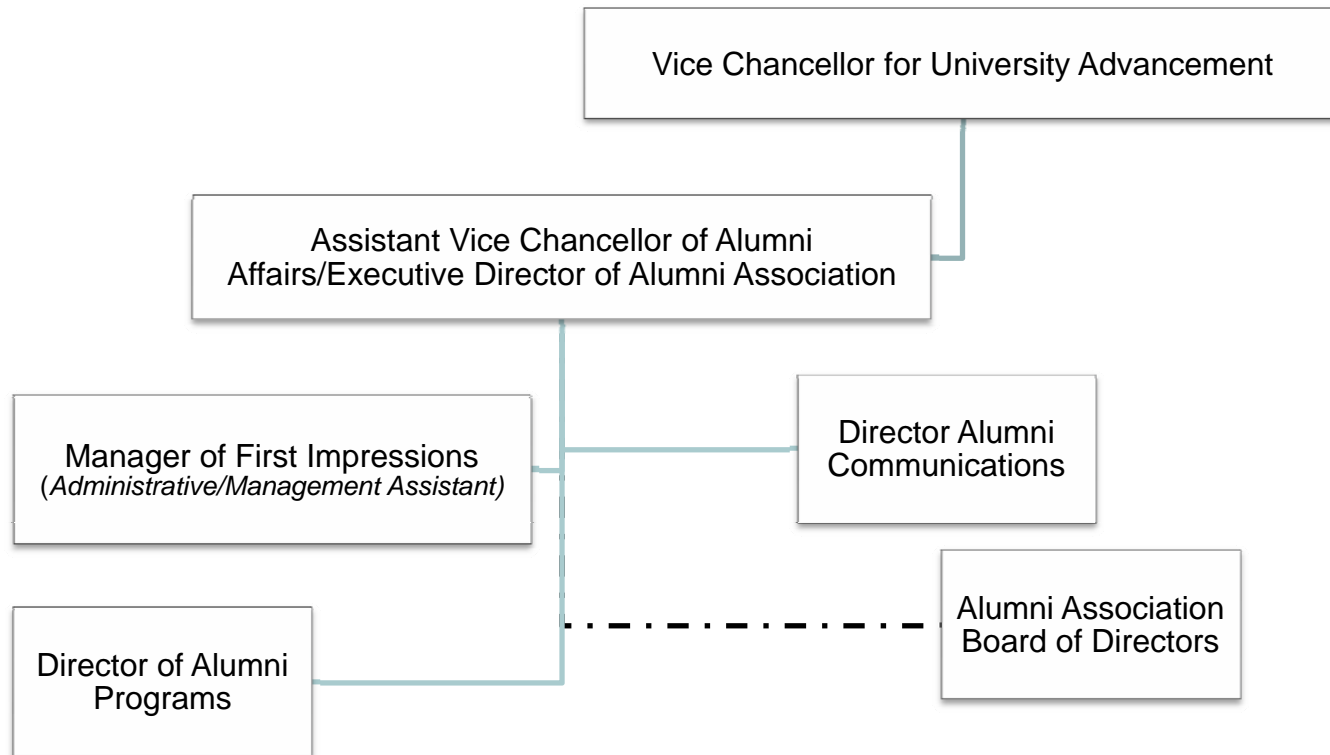 Vice Chancellor for University Advancement
Assistant Vice Chancellor of Alumni
Affairs/Executive Director of Alumni Association
Manager of First Impressions
(Administrative/Management Assistant)
Director Alumni
Communications
Alumni Association
Board of Directors
Director of Alumni
Programs